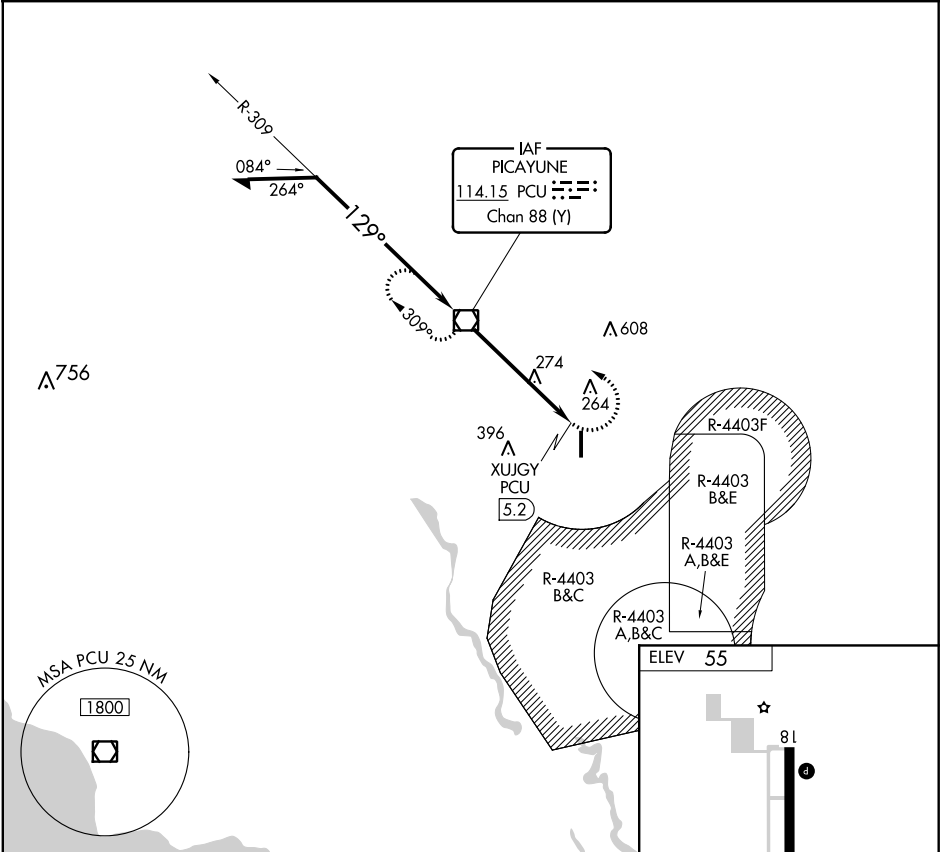 R-309
084°
264°
129°
309°
IAF
PICAYUNE
114.15 PCU
Chan 88 (Y)
608
756
274
264
396
XUJGY
PCU
5.2
R-4403F
R-4403
B&E
R-4403
A,B&E
R-4403
B&C
R-4403
A,B&C
MSA PCU 25 NM
1800
ELEV 55
18
P